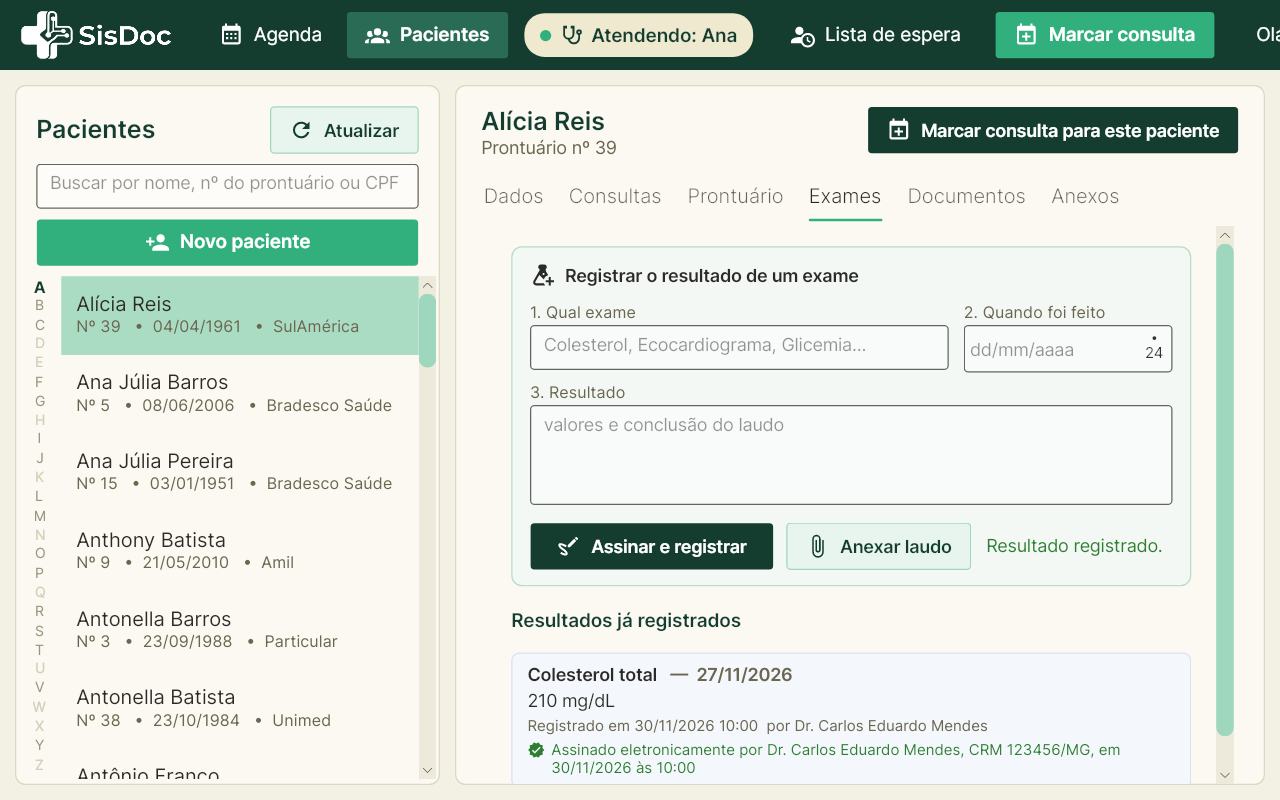 SisDoc
Agenda
Pacientes
Atendendo: Ana
Lista de espera
Marcar consulta
Pacientes
Atualizar
Buscar por nome, nº do prontuário ou CPF
Novo paciente
A
B
C
D
E
F
G
H
I
J
K
L
M
N
O
P
Q
R
S
T
U
V
W
X
Y
Z
Alícia Reis
Nº 39 • 04/04/1961 • SulAmérica
Ana Júlia Barros
Nº 5 • 08/06/2006 • Bradesco Saúde
Ana Júlia Pereira
Nº 15 • 03/01/1951 • Bradesco Saúde
Anthony Batista
Nº 9 • 21/05/2010 • Amil
Antonella Barros
Nº 3 • 23/09/1988 • Particular
Antonella Batista
Nº 38 • 23/10/1984 • Unimed
Antônio Franco
Alícia Reis
Prontuário nº 39
Marcar consulta para este paciente
Dados
Consultas
Prontuário
Exames
Documentos
Anexos
Registrar o resultado de um exame
1. Qual exame
Colesterol, Ecocardiograma, Glicemia...
2. Quando foi feito
dd/mm/aaaa
24
3. Resultado
valores e conclusão do laudo
Assinar e registrar
Anexar laudo
Resultado registrado.
Resultados já registrados
Colesterol total — 27/11/2026
210 mg/dL
Registrado em 30/11/2026 10:00 por Dr. Carlos Eduardo Mendes
Assinado eletronicamente por Dr. Carlos Eduardo Mendes, CRM 123456/MG, em
30/11/2026 às 10:00